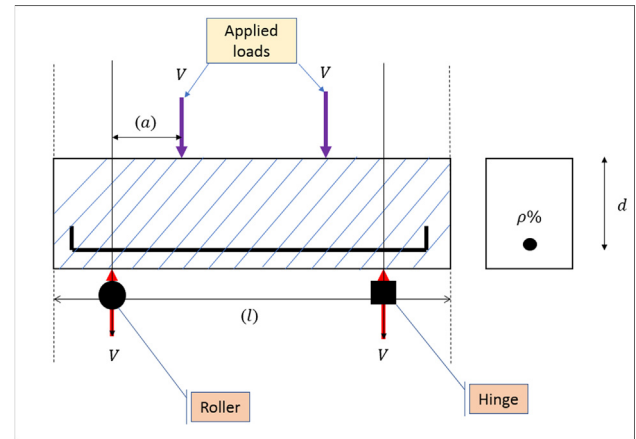 Applied
loads
V
V
(a)
d
ρ%
(l)
V
V
Roller
Hinge